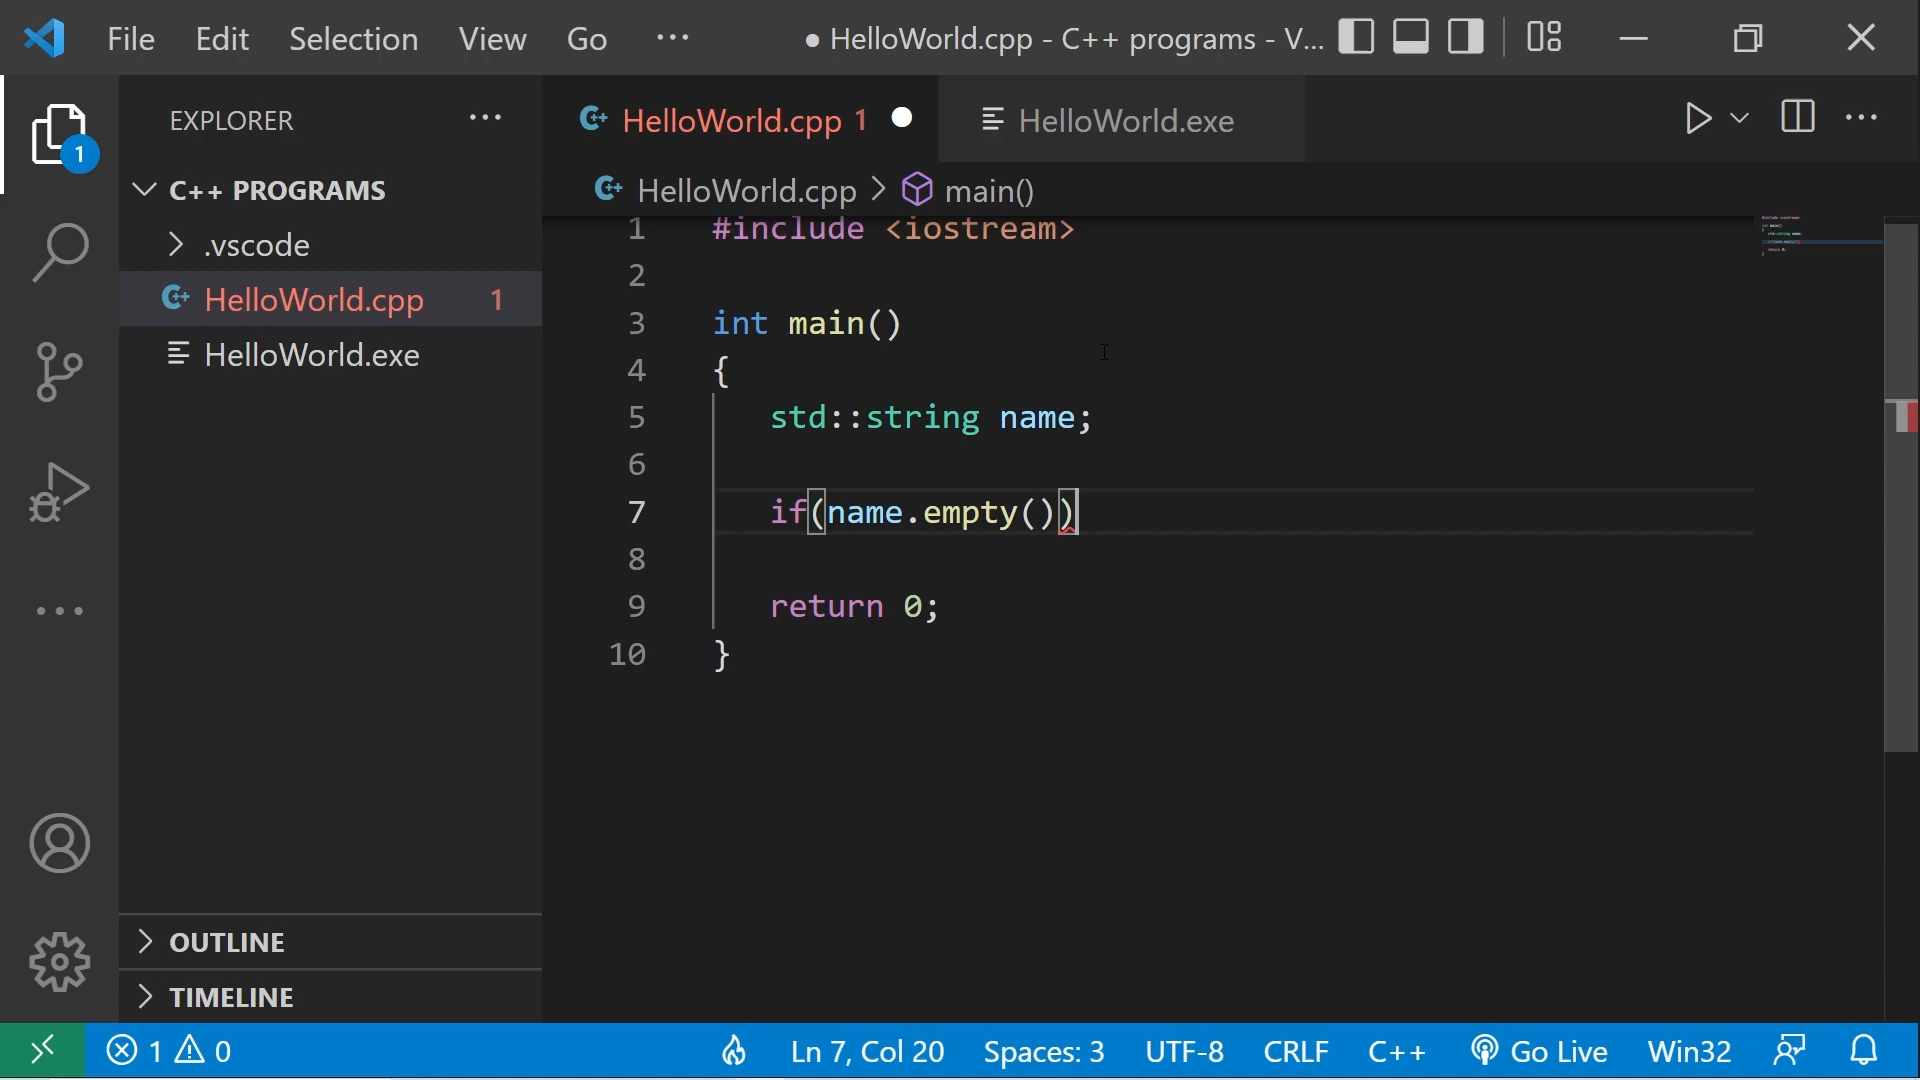 File Edit Selection View Go ··· ● HelloWorld.cpp - C++ programs - V...
EXPLORER ···
HelloWorld.cpp 1 ●
HelloWorld.exe
1
C++ PROGRAMS
.vscode
HelloWorld.cpp 1
HelloWorld.exe
OUTLINE
TIMELINE
HelloWorld.cpp > main()
1 #include <iostream>
2
3 int main()
4 {
5 std::string name;
6
7 if(name.empty())
8
9 return 0;
10 }
1 0 Ln 7, Col 20 Spaces: 3 UTF-8 CRLF C++ Go Live Win32